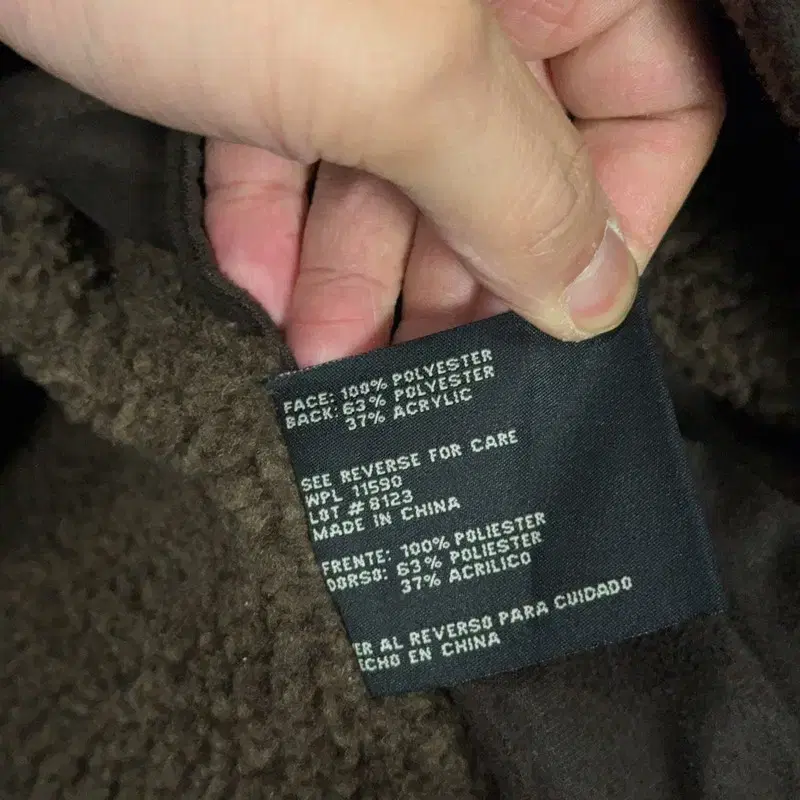 FACE: 100% POLYESTER
BACK: 63% POLYESTER
37% ACRYLIC
SEE REVERSE FOR CARE
WPL 11590
LOT # 8123
MADE IN CHINA
FRENTE: 100% POLIESTER
DORSO: 63% POLIESTER
37% ACRILICO
ER AL REVERSO PARA CUIDADO
ECHO EN CHINA